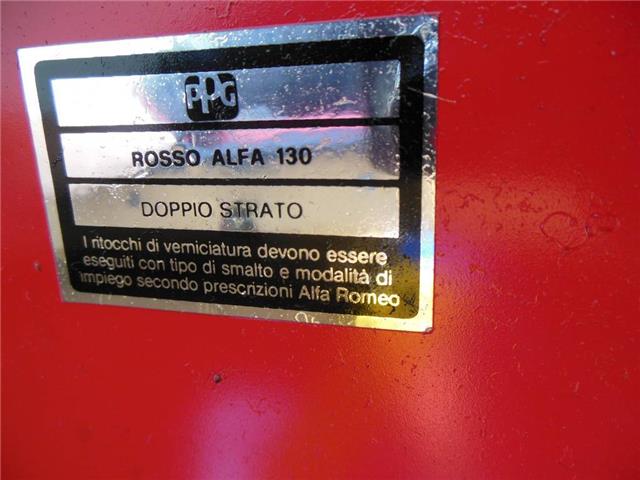 PPG
ROSSO ALFA 130
DOPPIO STRATO
I ritocchi di verniciatura devono essere
eseguiti con tipo di smalto e modalità di
impiego secondo prescrizioni Alfa Romeo